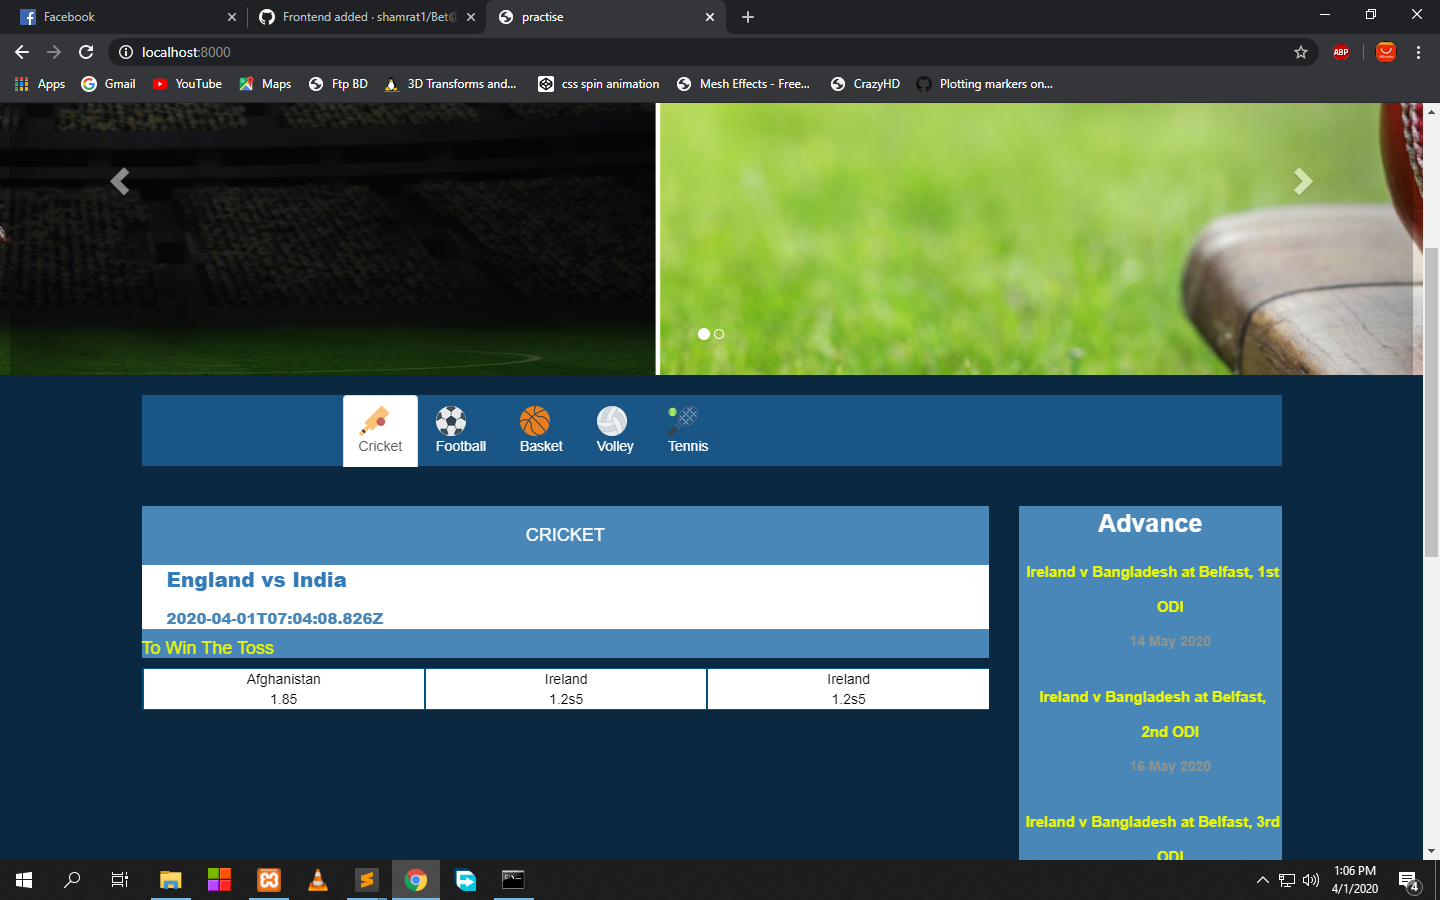 Facebook
Frontend added · shamrat1/Bet@
practise
localhost:8000
ABP
Apps
Gmail
YouTube
Maps
Ftp BD
3D Transforms and...
css spin animation
Mesh Effects - Free...
CrazyHD
Plotting markers on...
Cricket
Football
Basket
Volley
Tennis
CRICKET
England vs India
2020-04-01T07:04:08.826Z
To Win The Toss
Afghanistan
1.85
Ireland
1.2s5
Ireland
1.2s5
Advance
Ireland v Bangladesh at Belfast, 1st
ODI
14 May 2020
Ireland v Bangladesh at Belfast,
2nd ODI
16 May 2020
Ireland v Bangladesh at Belfast, 3rd
ODI
1:06 PM
4/1/2020
4